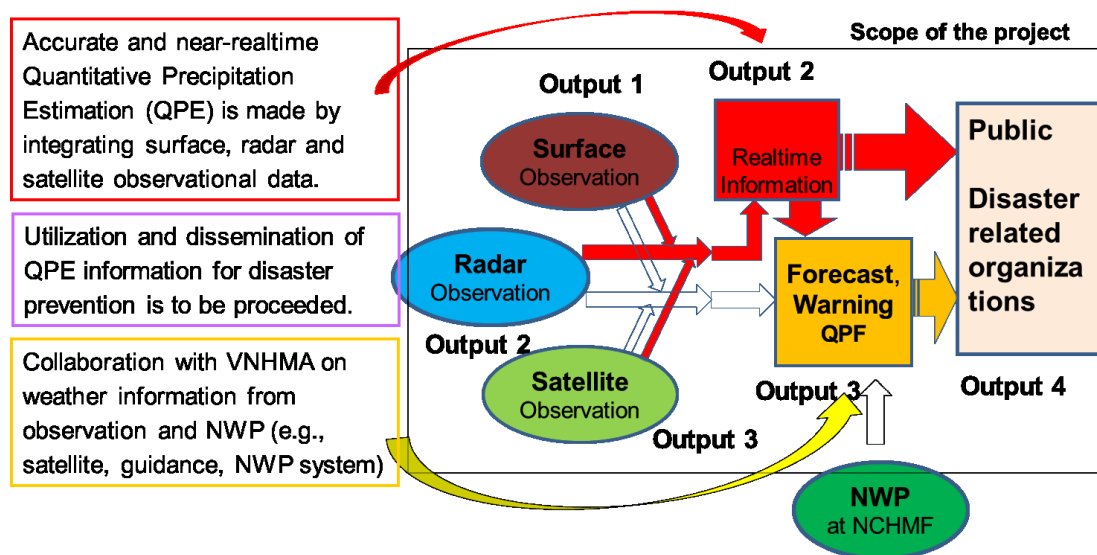 Accurate and near-realtime
Quantitative Precipitation
Estimation (QPE) is made by
integrating surface, radar and
satellite observational data.
Utilization and dissemination of
QPE information for disaster
prevention is to be proceeded.
Collaboration with VNHMA on
weather information from
observation and NWP (e.g.,
satellite, guidance, NWP system)
Scope of the project
Output 1
Output 2
Surface
Observation
Realtime
Information
Public
Disaster
related
organiza
tions
Radar
Observation
Forecast,
Warning
QPF
Output 2
Satellite
Observation
Output 3
Output 3
Output 4
NWP
at NCHMF